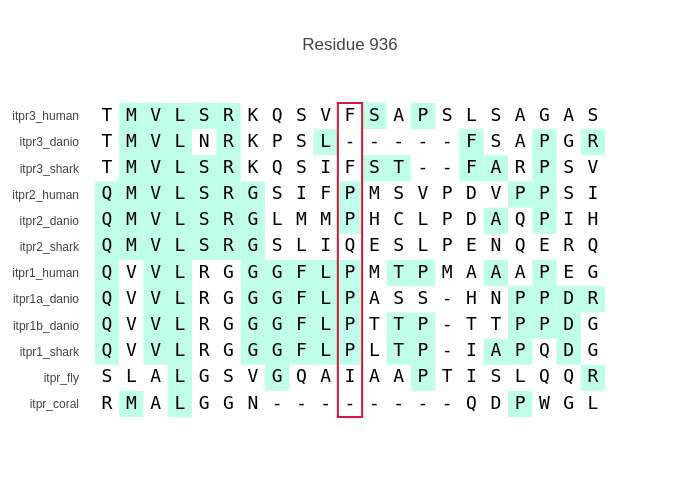 Residue 936
itpr3_human T M V L S R K Q S V F S A P S L S A G A S
itpr3_danio T M V L N R K P S L - - - - - F S A P G R
itpr3_shark T M V L S R K Q S I F S T - - F A R P S V
itpr2_human Q M V L S R G S I F P M S V P D V P P S I
itpr2_danio Q M V L S R G L M M P H C L P D A Q P I H
itpr2_shark Q M V L S R G S L I Q E S L P E N Q E R Q
itpr1_human Q V V L R G G G F L P M T P M A A A P E G
itpr1a_danio Q V V L R G G G F L P A S S - H N P P D R
itpr1b_danio Q V V L R G G G F L P T T P - T T P P D G
itpr1_shark Q V V L R G G G F L P L T P - I A P Q D G
itpr_fly S L A L G S V G Q A I A A P T I S L Q Q R
itpr_coral R M A L G G N - - - - - - - - Q D P W G L